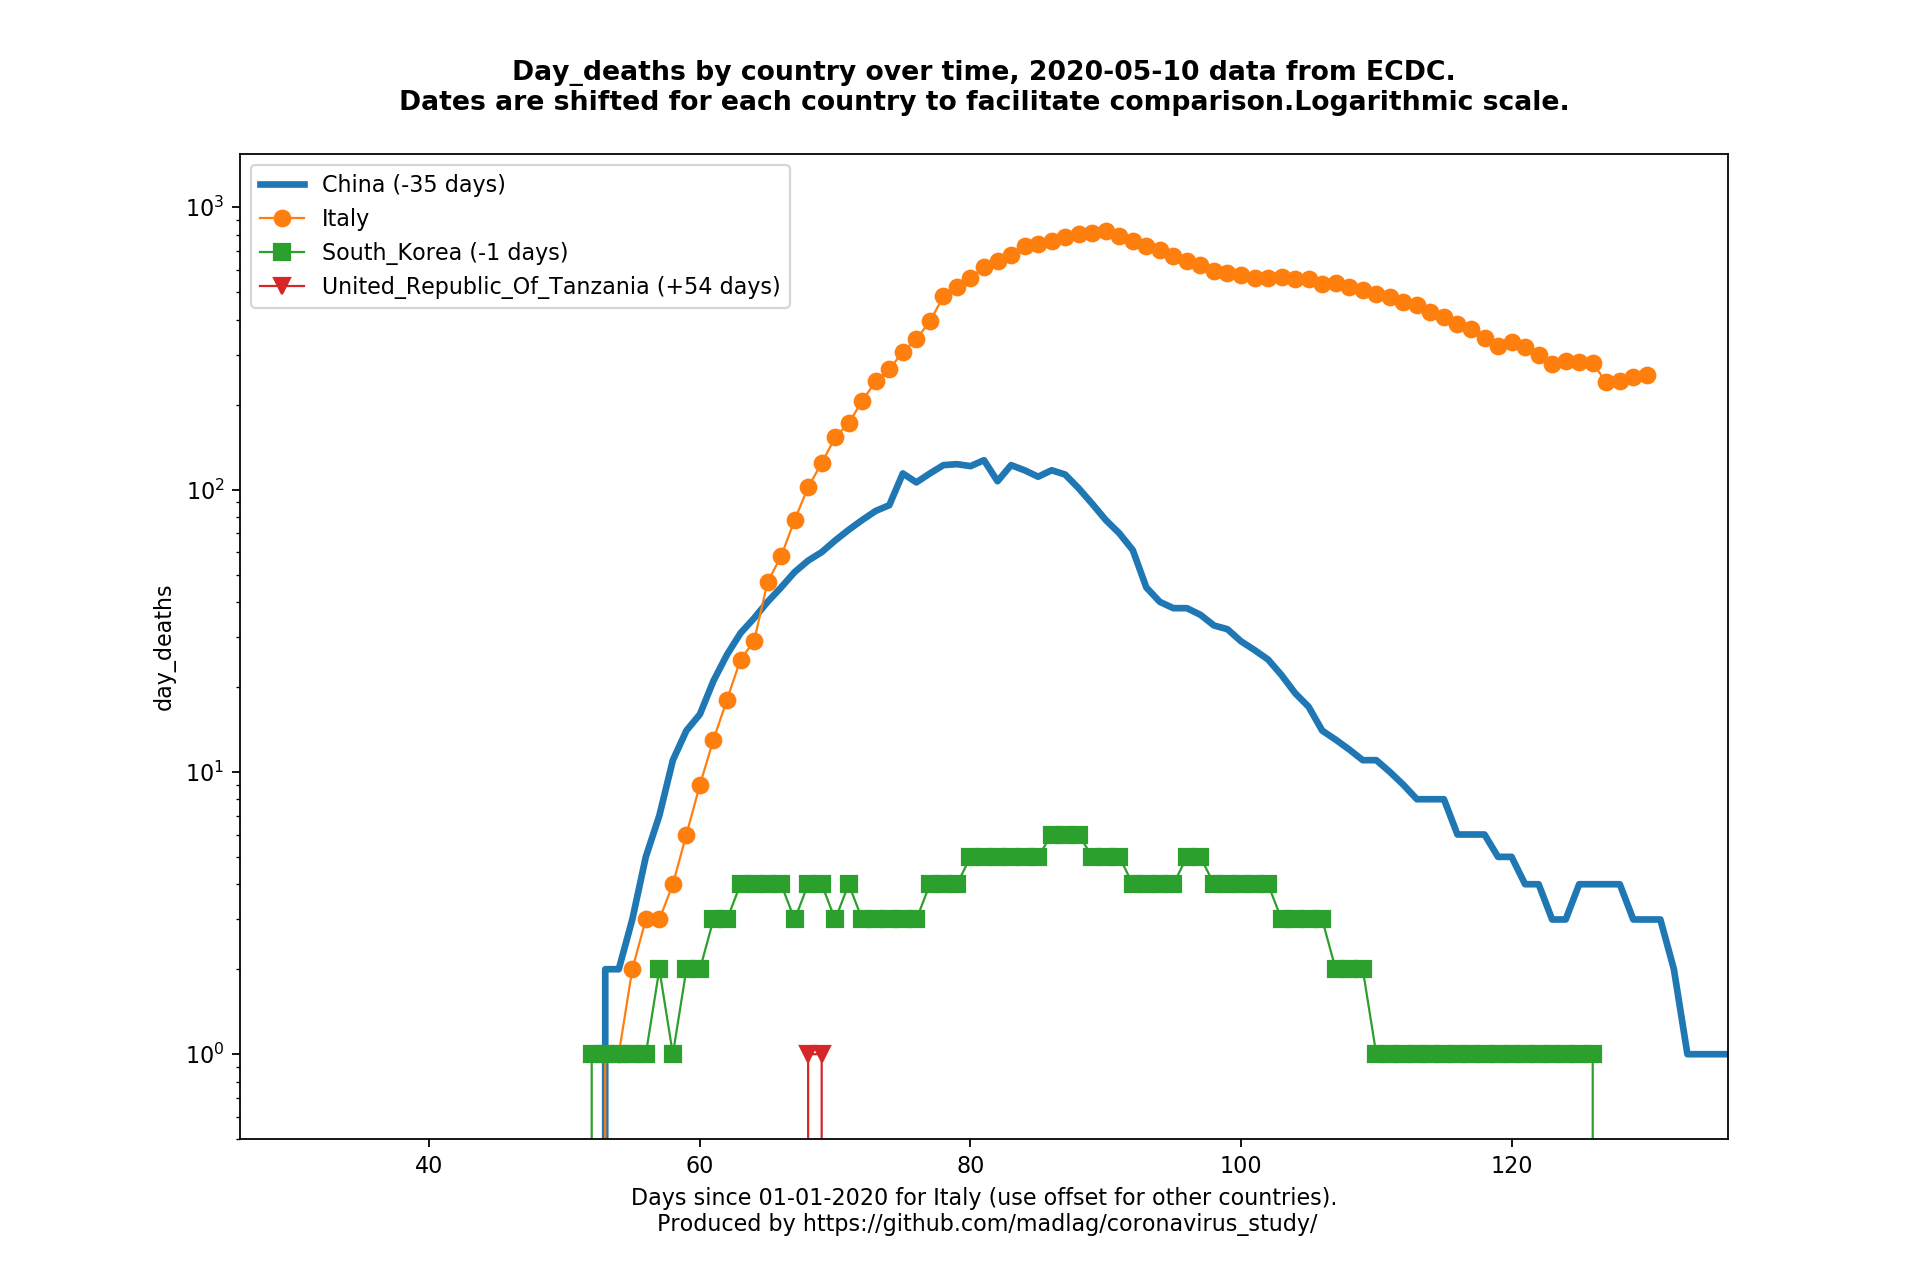 Day_deaths by country over time, 2020-05-10 data from ECDC.
Dates are shifted for each country to facilitate comparison.Logarithmic scale.
China (-35 days)
Italy
South_Korea (-1 days)
United_Republic_Of_Tanzania (+54 days)
10³
10²
10¹
10⁰
day_deaths
40 60 80 100 120
Days since 01-01-2020 for Italy (use offset for other countries).
Produced by https://github.com/madlag/coronavirus_study/